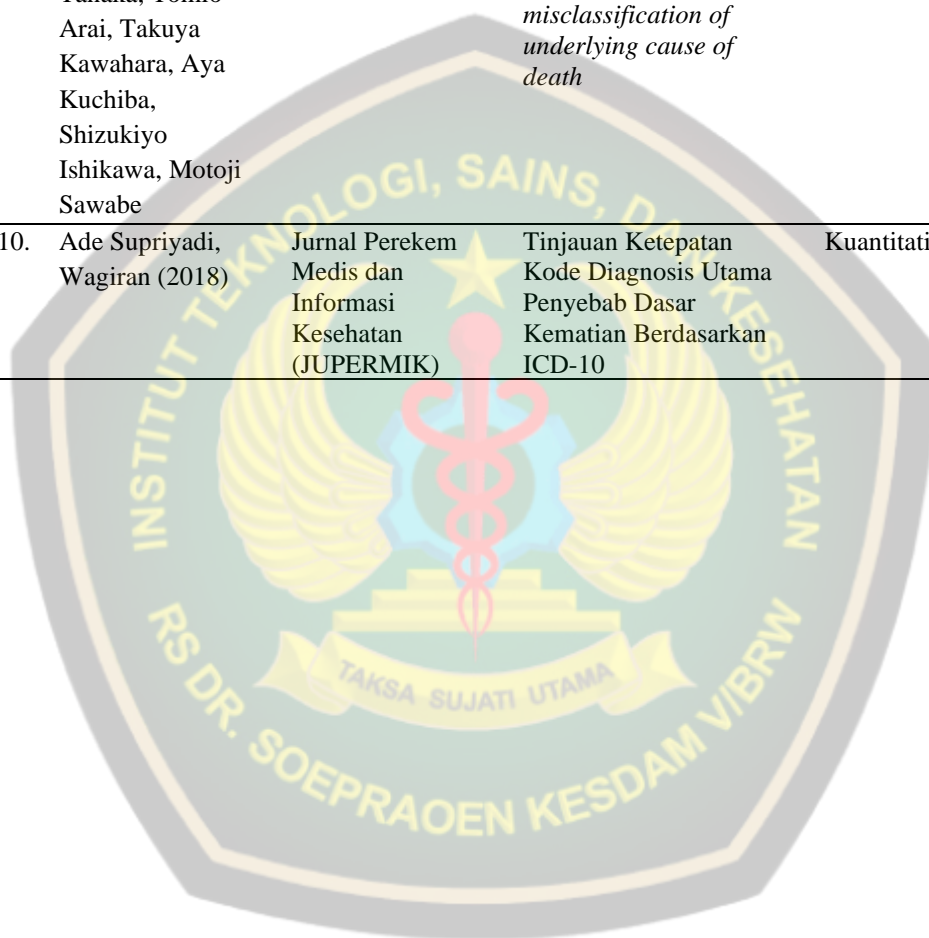 Tanaka, Tomio
Arai, Takuya
Kawahara, Aya
Kuchiba,
Shizukiyo
Ishikawa, Motoji
Sawabe
misclassification of
underlying cause of
death
10. Ade Supriyadi,
Wagiran (2018)
Jurnal Perekem
Medis dan
Informasi
Kesehatan
(JUPERMIK)
Tinjauan Ketepatan
Kode Diagnosis Utama
Penyebab Dasar
Kematian Berdasarkan
ICD-10
Kuantitati
INSTITUT TEKNOLOGI, SAINS, DAN KESEHATAN
RS DR. SOEPRAOEN KESDAM V/BRW
TAKSA SUJATI UTAMA